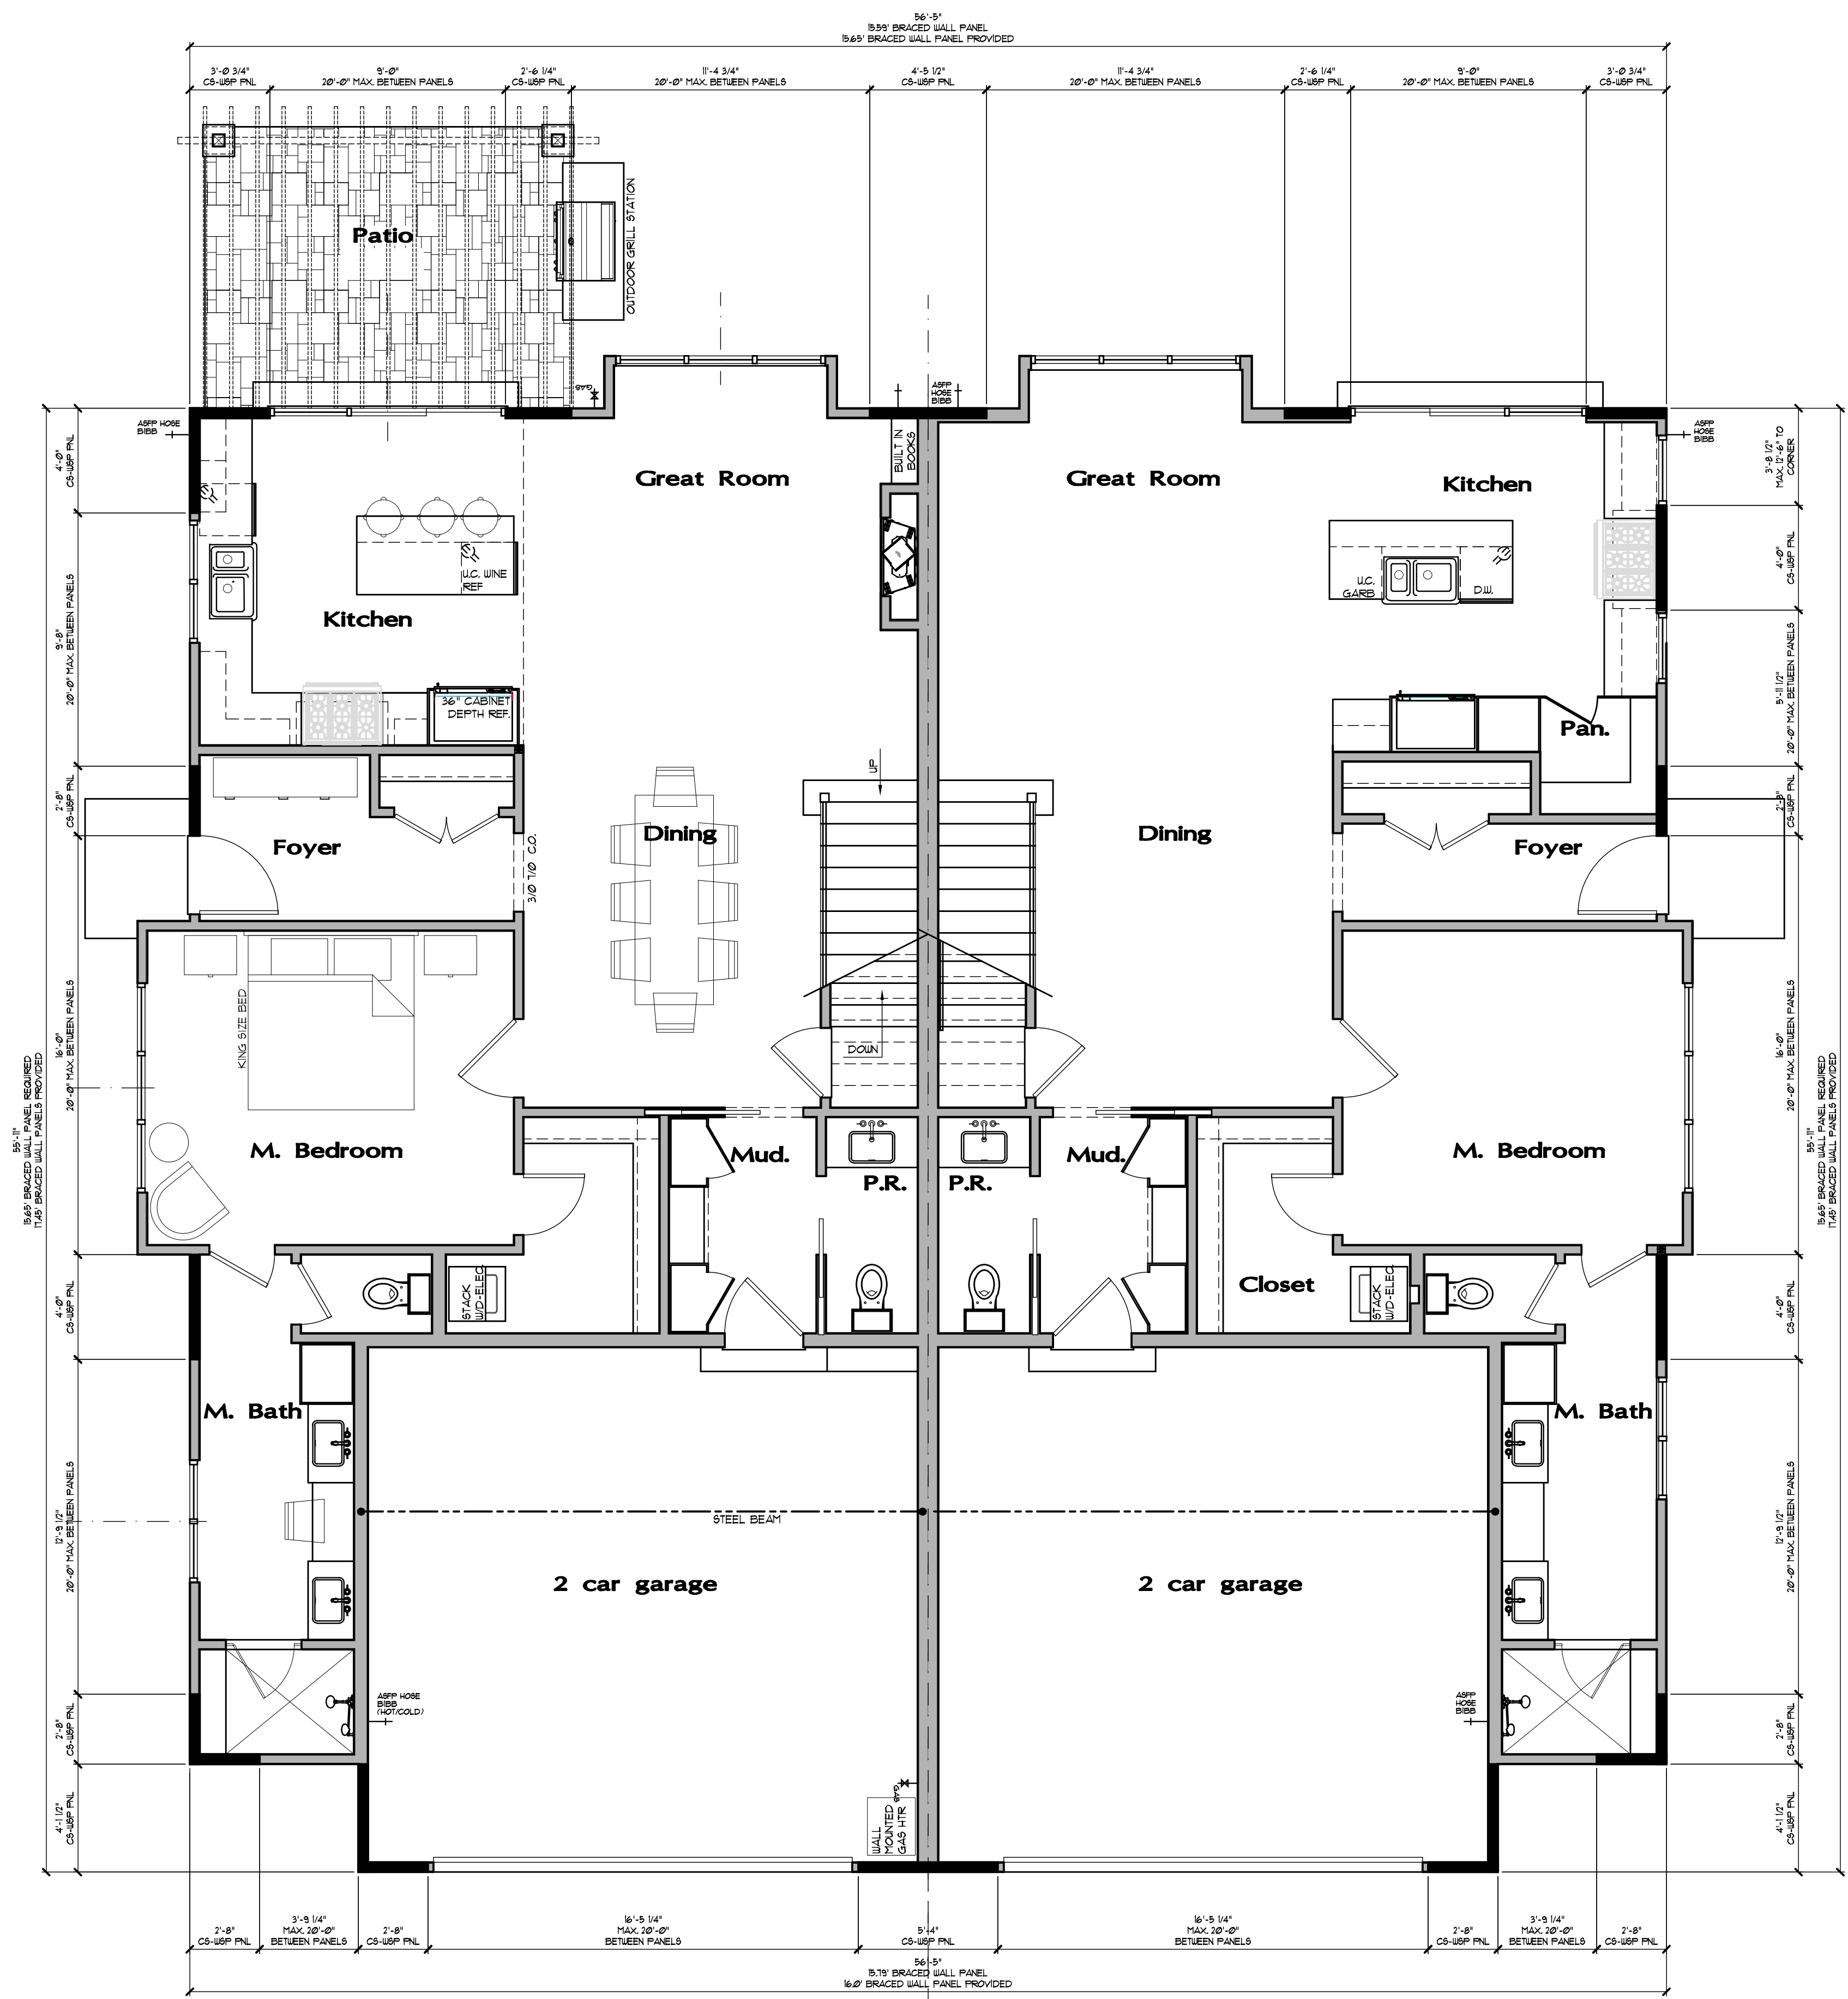 56'-5"
15.59' BRACED WALL PANEL
15.65' BRACED WALL PANEL PROVIDED
3'-0 3/4"
CS-WSP PNL
9'-0"
20'-0" MAX. BETWEEN PANELS
2'-6 1/4"
CS-WSP PNL
11'-4 3/4"
20'-0" MAX. BETWEEN PANELS
4'-5 1/2"
CS-WSP PNL
11'-4 3/4"
20'-0" MAX. BETWEEN PANELS
2'-6 1/4"
CS-WSP PNL
9'-0"
20'-0" MAX. BETWEEN PANELS
3'-0 3/4"
CS-WSP PNL
Patio
OUTDOOR GRILL STATION
GAS
ASFP
HOSE
BIBB
ASFP HOSE
BIBB
ASFP
HOSE
BIBB
BUILT IN
BOOKS
Great Room
Great Room
Kitchen
U.C. WINE
REF
Kitchen
U.C.
GARB
D.W.
36" CABINET
DEPTH REF.
Pan.
UP
Foyer
Dining
3/0 7/0 C.O.
Dining
Foyer
KING SIZE BED
DOWN
M. Bedroom
Mud.
P.R.
P.R.
Mud.
M. Bedroom
STACK
W/D-ELEC.
Closet
STACK
W/D-ELEC.
M. Bath
M. Bath
STEEL BEAM
2 car garage
2 car garage
ASFP HOSE
BIBB
(HOT/COLD)
ASFP
HOSE
BIBB
GAS
WALL
MOUNTED
GAS HTR
4'-0"
CS-WSP PNL
9'-8"
20'-0" MAX. BETWEEN PANELS
2'-8"
CS-WSP PNL
16'-0"
20'-0" MAX. BETWEEN PANELS
4'-0"
CS-WSP PNL
12'-9 1/2"
20'-0" MAX. BETWEEN PANELS
2'-8"
CS-WSP PNL
4'-1 1/2"
CS-WSP PNL
55'-11"
15.65' BRACED WALL PANEL REQUIRED
17.45' BRACED WALL PANELS PROVIDED
3'-8 1/2"
MAX. 12'-6" TO
CORNER
4'-0"
CS-WSP PNL
5'-11 1/2"
20'-0" MAX. BETWEEN PANELS
2'-8"
CS-WSP PNL
16'-0"
20'-0" MAX. BETWEEN PANELS
4'-0"
CS-WSP PNL
12'-9 1/2"
20'-0" MAX. BETWEEN PANELS
2'-8"
CS-WSP PNL
4'-1 1/2"
CS-WSP PNL
55'-11"
15.65' BRACED WALL PANEL REQUIRED
17.45' BRACED WALL PANELS PROVIDED
2'-8"
CS-WSP PNL
3'-9 1/4"
MAX. 20'-0"
BETWEEN PANELS
2'-8"
CS-WSP PNL
16'-5 1/4"
MAX. 20'-0"
BETWEEN PANELS
5'-4"
CS-WSP PNL
16'-5 1/4"
MAX. 20'-0"
BETWEEN PANELS
2'-8"
CS-WSP PNL
3'-9 1/4"
MAX. 20'-0"
BETWEEN PANELS
2'-8"
CS-WSP PNL
56'-5"
15.79' BRACED WALL PANEL
16.0' BRACED WALL PANEL PROVIDED